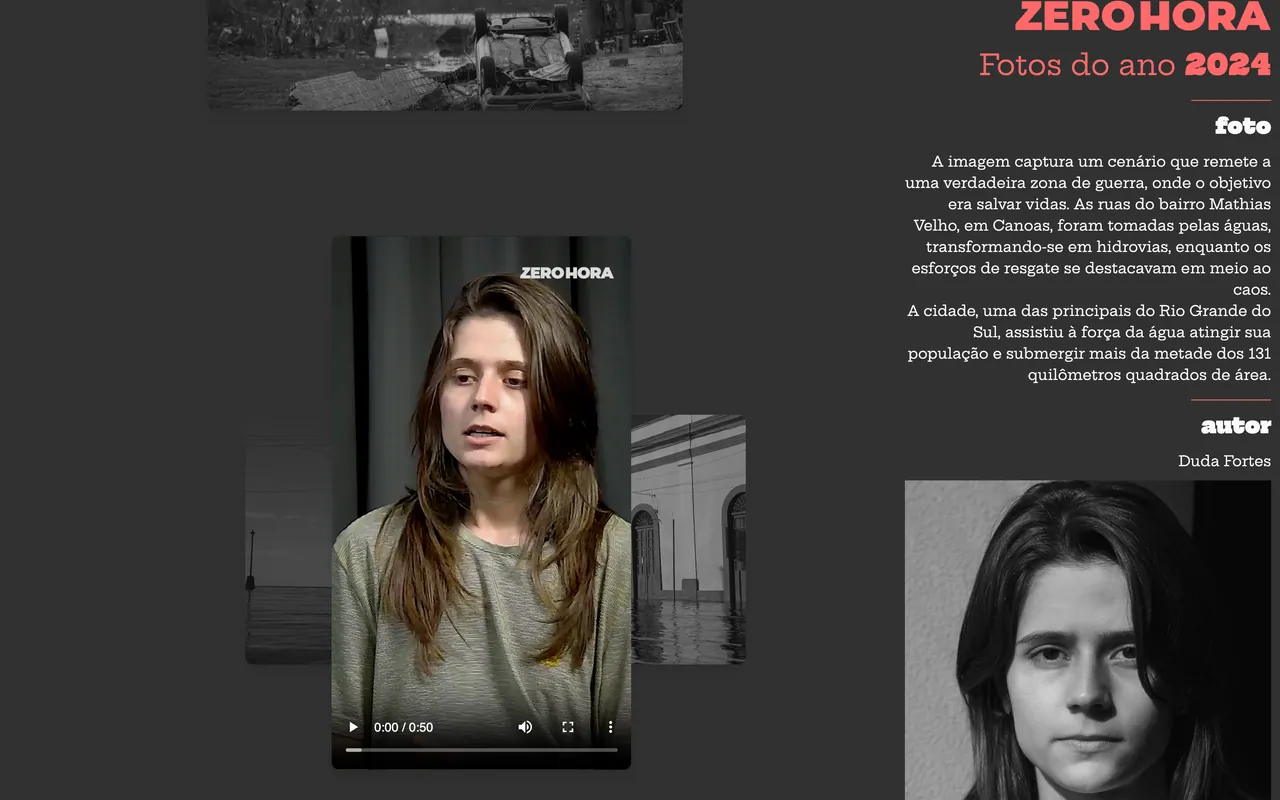 ZERO HORA
Fotos do ano 2024
foto
A imagem captura um cenário que remete a
uma verdadeira zona de guerra, onde o objetivo
era salvar vidas. As ruas do bairro Mathias
Velho, em Canoas, foram tomadas pelas águas,
transformando-se em hidrovias, enquanto os
esforços de resgate se destacavam em meio ao
caos.
A cidade, uma das principais do Rio Grande do
Sul, assistiu à força da água atingir sua
população e submergir mais da metade dos 131
quilômetros quadrados de área.
autor
Duda Fortes
ZERO HORA
0:00 / 0:50